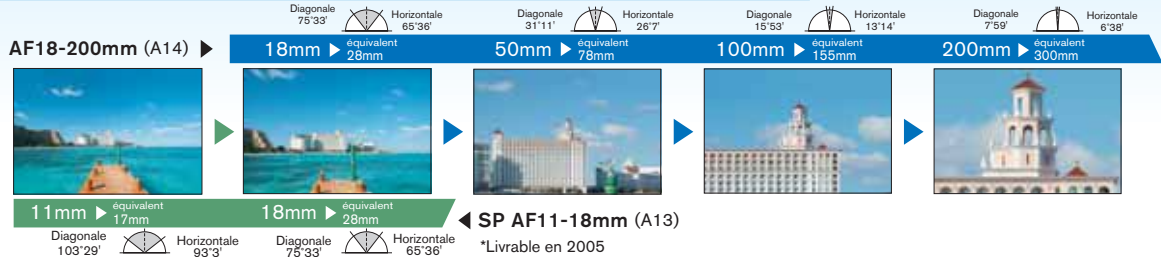 Diagonale 75°33' Horizontale 65°36'
Diagonale 31°11' Horizontale 26°7'
Diagonale 15°53' Horizontale 13°14'
Diagonale 7°59' Horizontale 6°38'
AF18-200mm (A14) ▶ 18mm ▶ équivalent 28mm 50mm ▶ équivalent 78mm 100mm ▶ équivalent 155mm 200mm ▶ équivalent 300mm
11mm ▶ équivalent 17mm 18mm ▶ équivalent 28mm ◀ SP AF11-18mm (A13)
Diagonale 103°29' Horizontale 93°3'
Diagonale 75°33' Horizontale 65°36'
*Livrable en 2005